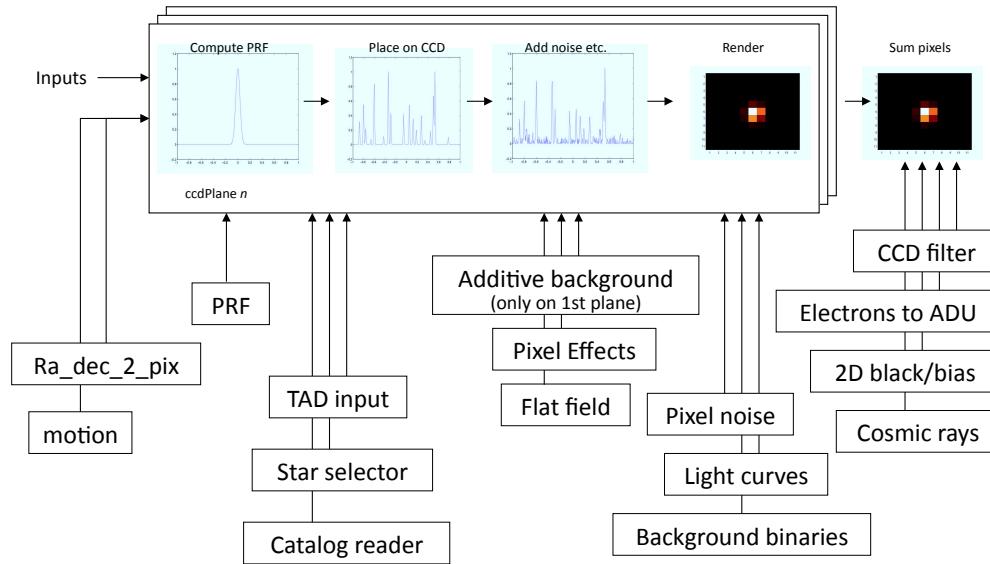 Compute PRF
Place on CCD
Add noise etc.
Render
Sum pixels
Inputs
ccdPlane n
PRF
Ra_dec_2_pix
motion
TAD input
Star selector
Catalog reader
Additive background
(only on 1st plane)
Pixel Effects
Flat field
Pixel noise
Light curves
Background binaries
CCD filter
Electrons to ADU
2D black/bias
Cosmic rays